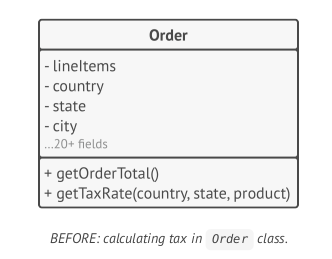 Order
- lineItems
- country
- state
- city
...20+ fields
+ getOrderTotal()
+ getTaxRate(country, state, product)
BEFORE: calculating tax in Order class.